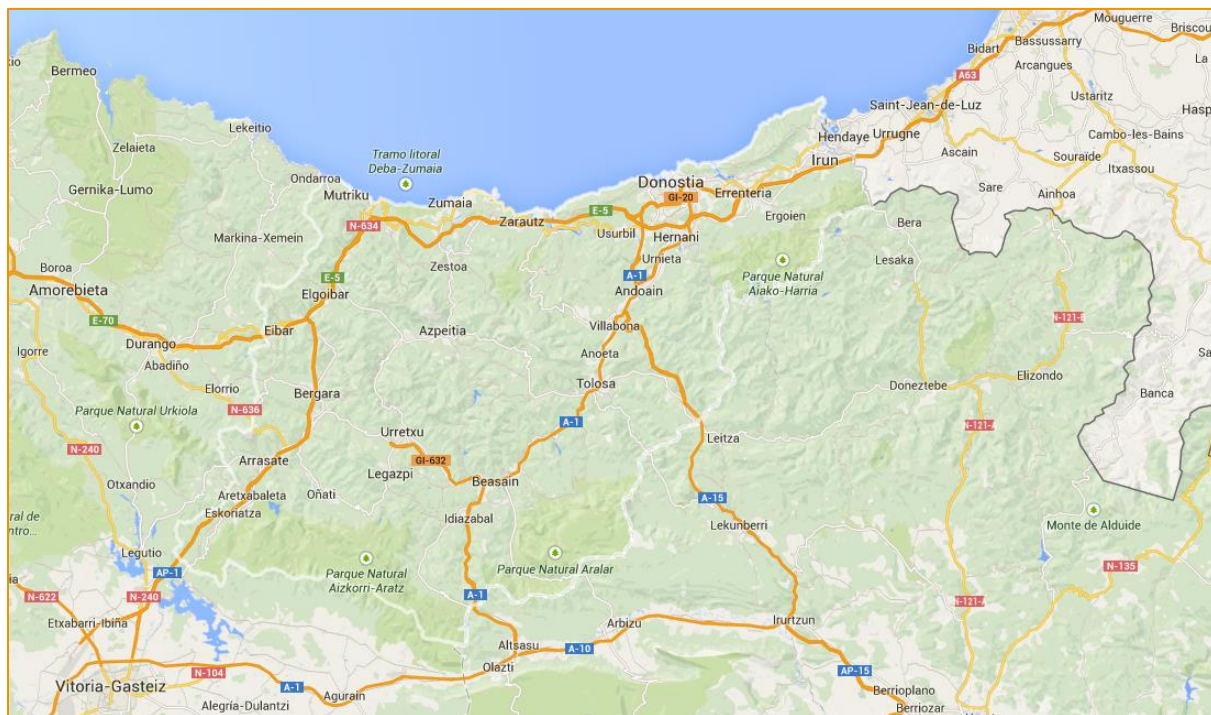 Mouguerre
Briscou
Bidart
Bassussarry
Bermeo
Arcangues
La
A63
Ustaritz
Saint-Jean-de-Luz
Hasp
Lekeitio
Hendaye
Urrugne
Cambo-les-Bains
Zelaieta
Tramo litoral
Deba-Zumaia
Irun
Ascain
Souraïde
Itxassou
Ondarroa
Donostia
Gernika-Lumo
Mutriku
Errenteria
Sare
Ainhoa
GI-20
Zumaia
E-5
Zarautz
Ergoien
Bera
N-634
Usurbil
Hernani
Markina-Xemein
Urnieta
Lesaka
Boroa
Zestoa
A-1
Parque Natural
Aiako-Harria
E-5
Amorebieta
Elgoibar
Andoain
E-70
Eibar
Azpeitia
Villabona
N-121-B
Durango
Igorre
Anoeta
Abadiño
Elizondo
Elorrio
Bergara
Tolosa
Doneztebe
Banca
Parque Natural Urkiola
N-636
A-1
N-121-A
Urretxu
Leitza
N-240
Arrasate
GI-632
Legazpi
Otxandio
Aretxabaleta
Oñati
Beasain
A-15
Eskoriatza
Idiazabal
Lekunberri
Monte de Alduide
ral de
ntro...
Legutio
Parque Natural
Aizkorri-Aratz
Parque Natural Aralar
AP-1
N-135
N-622
N-240
A-1
N-121-A
Etxabarri-Ibiña
Arbizu
Irurtzun
Altsasu
A-10
Olazti
N-104
AP-15
Vitoria-Gasteiz
A-1
Agurain
Berrioplano
Alegría-Dulantzi
Berriozar